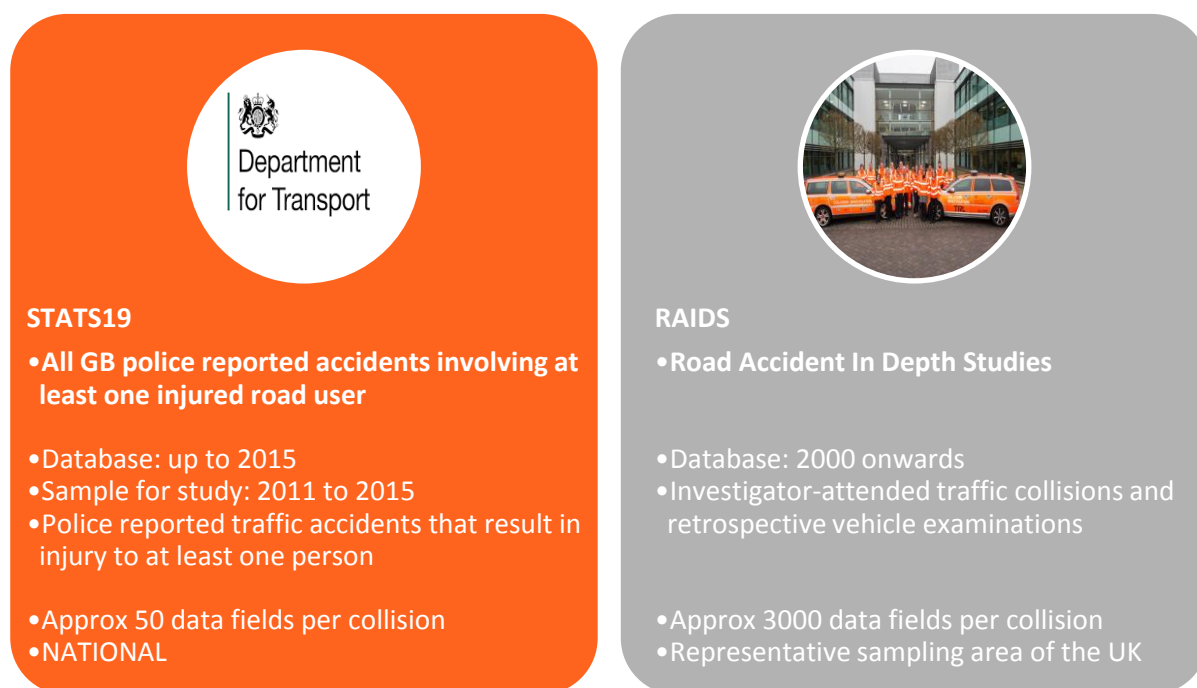 Department
for Transport
STATS19
•All GB police reported accidents involving at
least one injured road user
•Database: up to 2015
•Sample for study: 2011 to 2015
•Police reported traffic accidents that result in
injury to at least one person
•Approx 50 data fields per collision
•NATIONAL
RAIDS
•Road Accident In Depth Studies
•Database: 2000 onwards
•Investigator-attended traffic collisions and
retrospective vehicle examinations
•Approx 3000 data fields per collision
•Representative sampling area of the UK